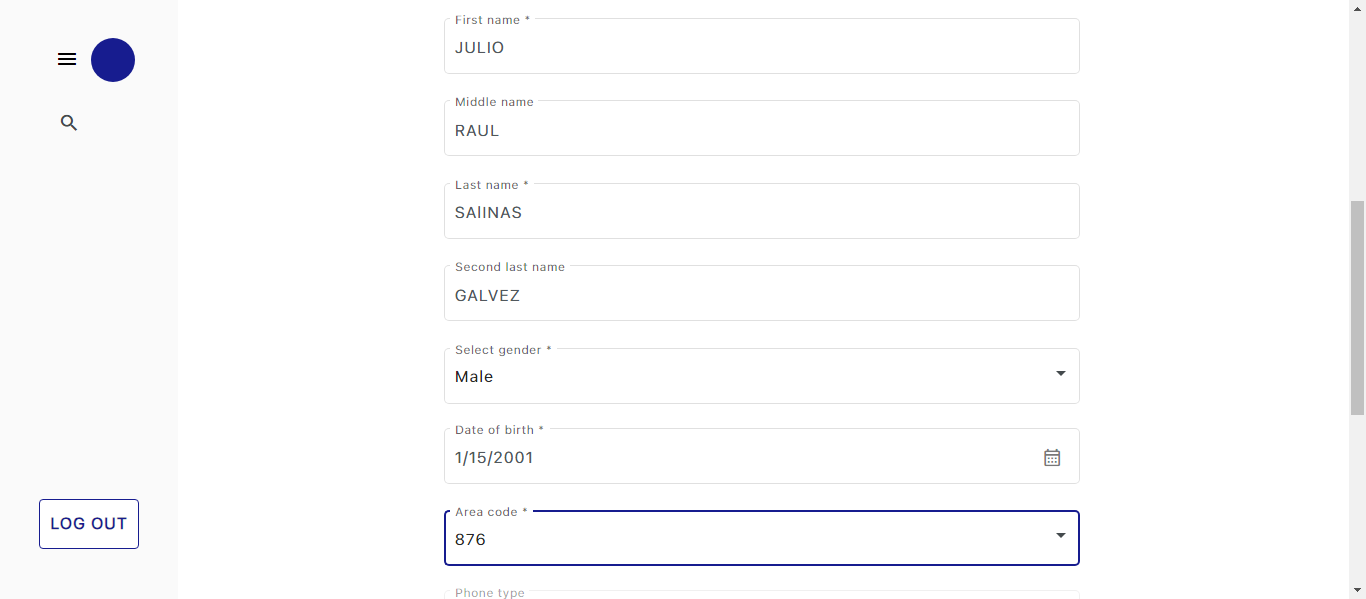 First name *
JULIO
Middle name
RAUL
Last name *
SAlINAS
Second last name
GALVEZ
Select gender *
Male
Date of birth *
1/15/2001
Area code *
876
Phone type
LOG OUT